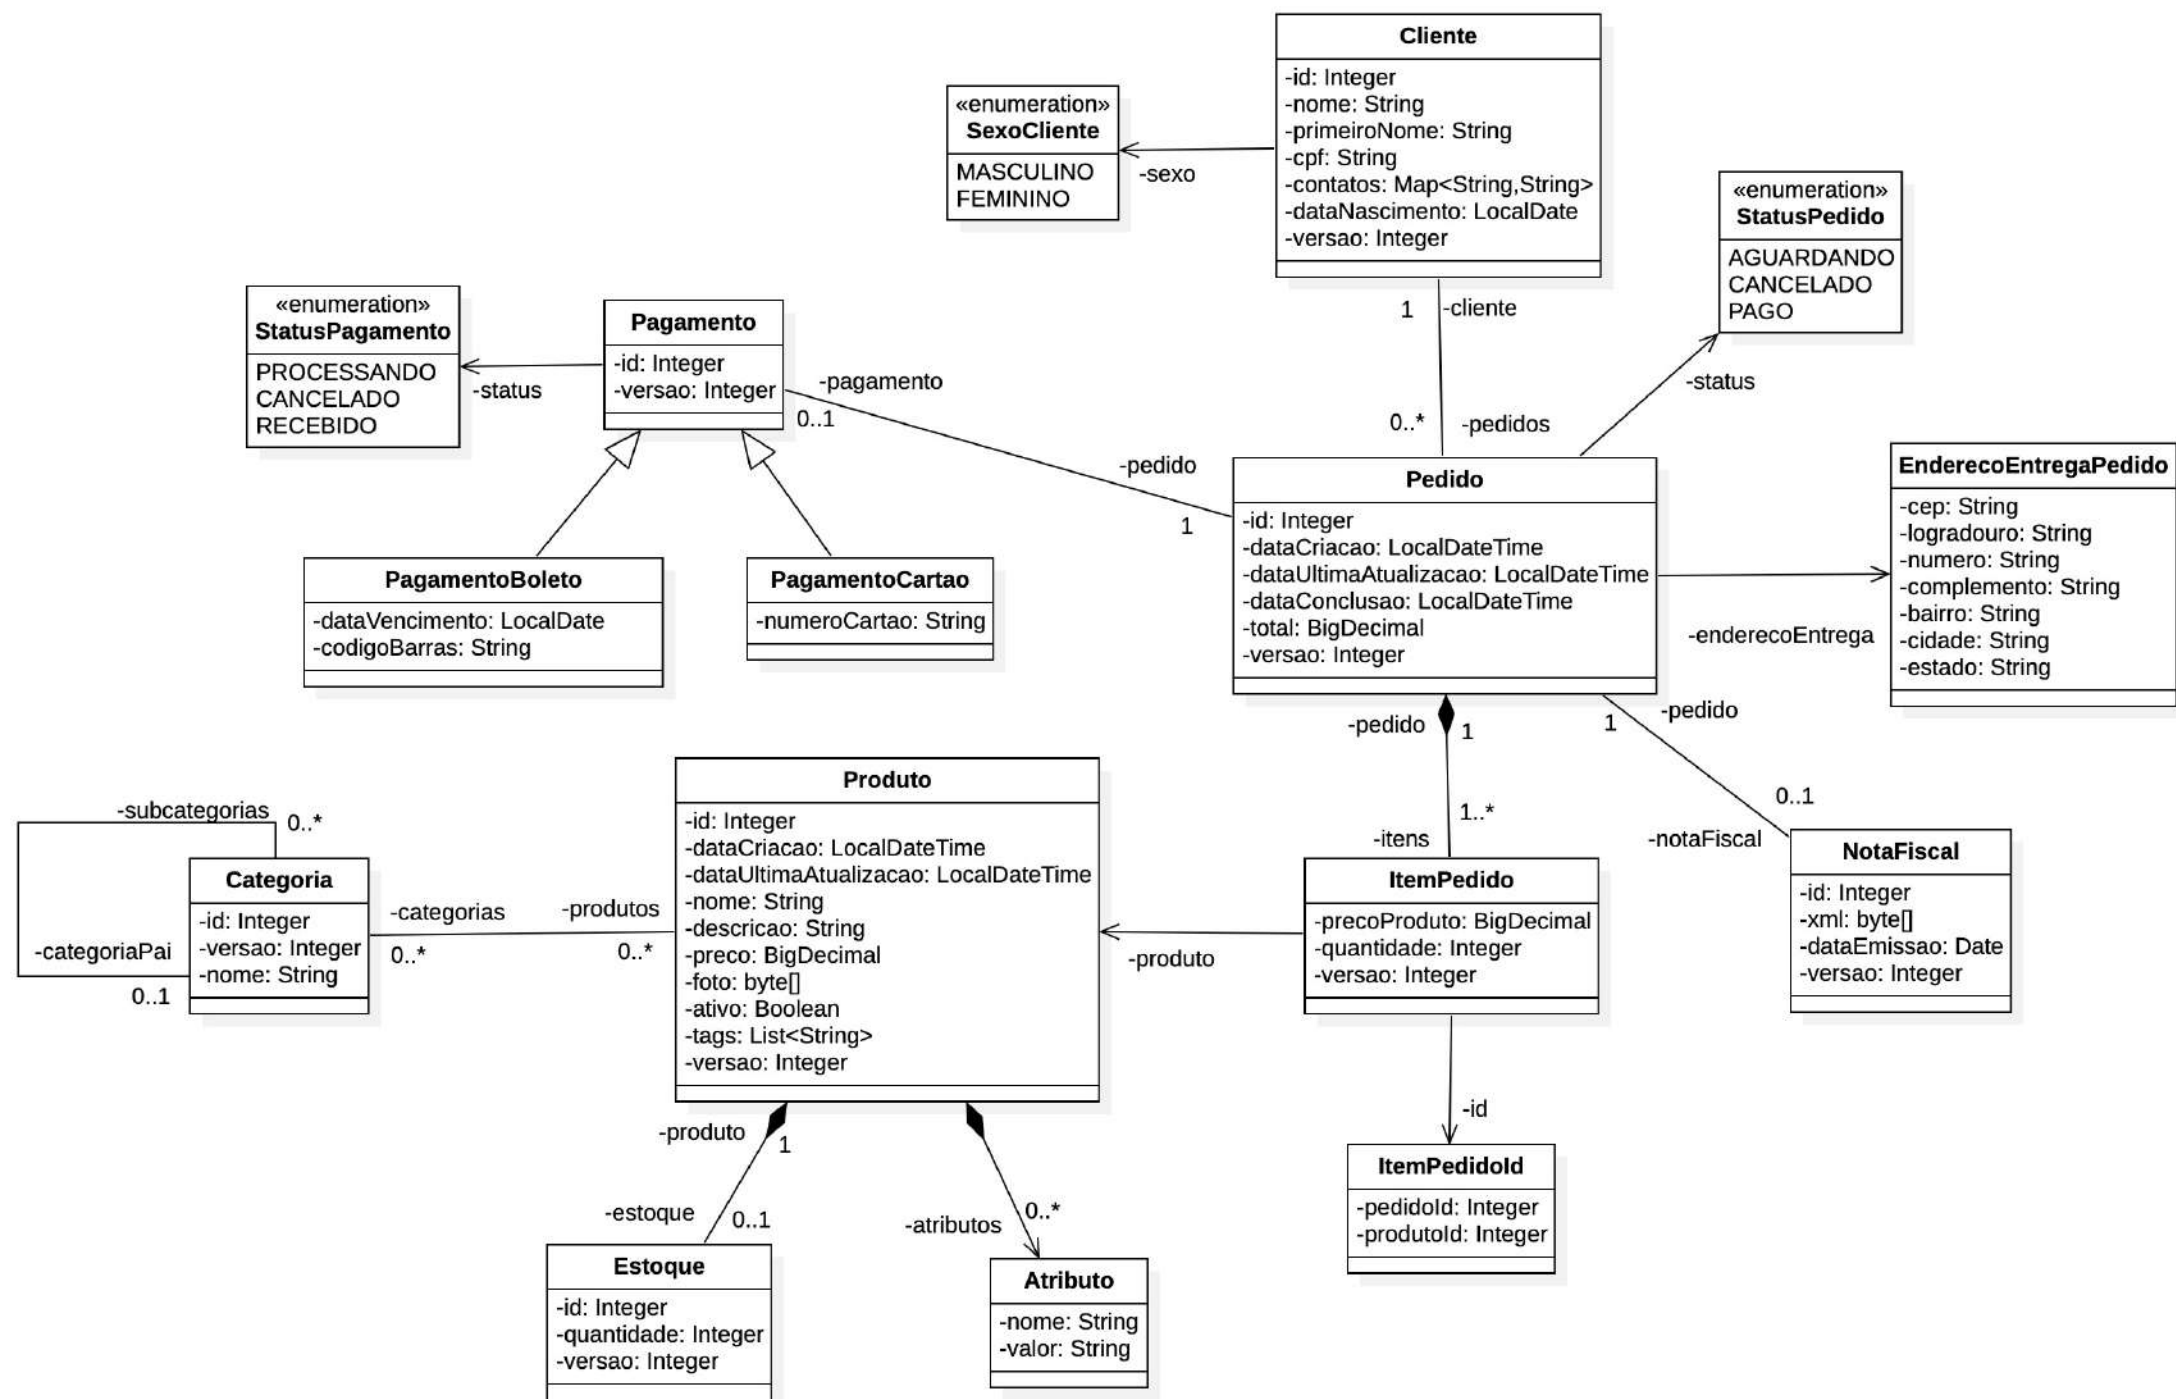 Cliente
-id: Integer
-nome: String
-primeiroNome: String
-cpf: String
-contatos: Map<String,String>
-dataNascimento: LocalDate
-versao: Integer
«enumeration»
SexoCliente
MASCULINO
FEMININO
-sexo
«enumeration»
StatusPedido
AGUARDANDO
CANCELADO
PAGO
-status
1
-cliente
0..*
-pedidos
«enumeration»
StatusPagamento
PROCESSANDO
CANCELADO
RECEBIDO
-status
Pagamento
-id: Integer
-versao: Integer
-pagamento
0..1
-pedido
1
PagamentoBoleto
-dataVencimento: LocalDate
-codigoBarras: String
PagamentoCartao
-numeroCartao: String
Pedido
-id: Integer
-dataCriacao: LocalDateTime
-dataUltimaAtualizacao: LocalDateTime
-dataConclusao: LocalDateTime
-total: BigDecimal
-versao: Integer
EnderecoEntregaPedido
-cep: String
-logradouro: String
-numero: String
-complemento: String
-bairro: String
-cidade: String
-estado: String
-enderecoEntrega
-pedido
1
1..*
-itens
1
-pedido
0..1
-notaFiscal
-subcategorias
0..*
Categoria
-id: Integer
-versao: Integer
-nome: String
-categoriaPai
0..1
-categorias
0..*
-produtos
0..*
Produto
-id: Integer
-dataCriacao: LocalDateTime
-dataUltimaAtualizacao: LocalDateTime
-nome: String
-descricao: String
-preco: BigDecimal
-foto: byte[]
-ativo: Boolean
-tags: List<String>
-versao: Integer
-produto
ItemPedido
-precoProduto: BigDecimal
-quantidade: Integer
-versao: Integer
NotaFiscal
-id: Integer
-xml: byte[]
-dataEmissao: Date
-versao: Integer
-produto
1
-estoque
0..1
-atributos
0..*
-id
ItemPedidoId
-pedidoId: Integer
-produtoId: Integer
Estoque
-id: Integer
-quantidade: Integer
-versao: Integer
Atributo
-nome: String
-valor: String